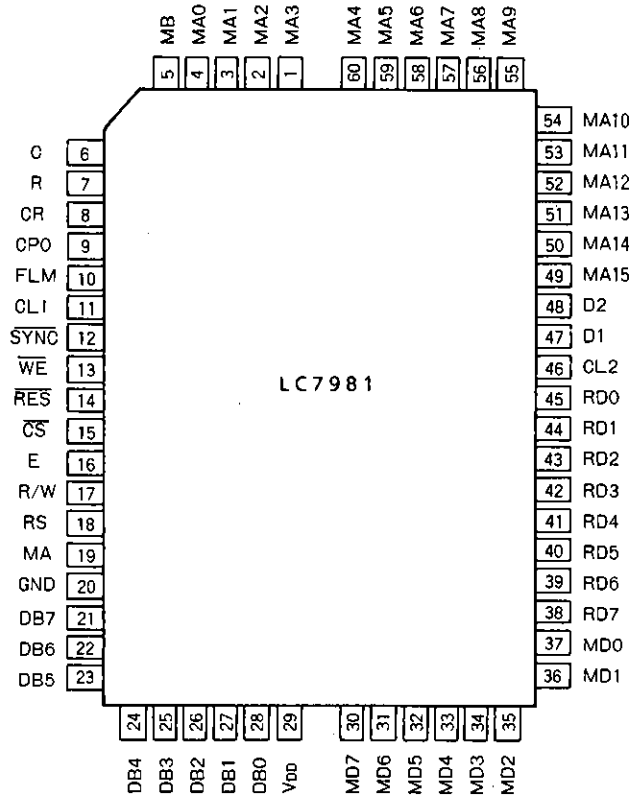 MB MA0 MA1 MA2 MA3 MA4 MA5 MA6 MA7 MA8 MA9
5 4 3 2 1 60 59 58 57 56 55
54 MA10
C 6 53 MA11
R 7 52 MA12
CR 8 51 MA13
CPO 9 50 MA14
FLM 10 49 MA15
CL1 11 48 D2
SYNC 12 47 D1
WE 13 46 CL2
LC7981
RES 14 45 RD0
CS 15 44 RD1
E 16 43 RD2
R/W 17 42 RD3
RS 18 41 RD4
MA 19 40 RD5
GND 20 39 RD6
DB7 21 38 RD7
DB6 22 37 MD0
DB5 23 36 MD1
24 25 26 27 28 29 30 31 32 33 34 35
DB4 DB3 DB2 DB1 DB0 VDD MD7 MD6 MD5 MD4 MD3 MD2